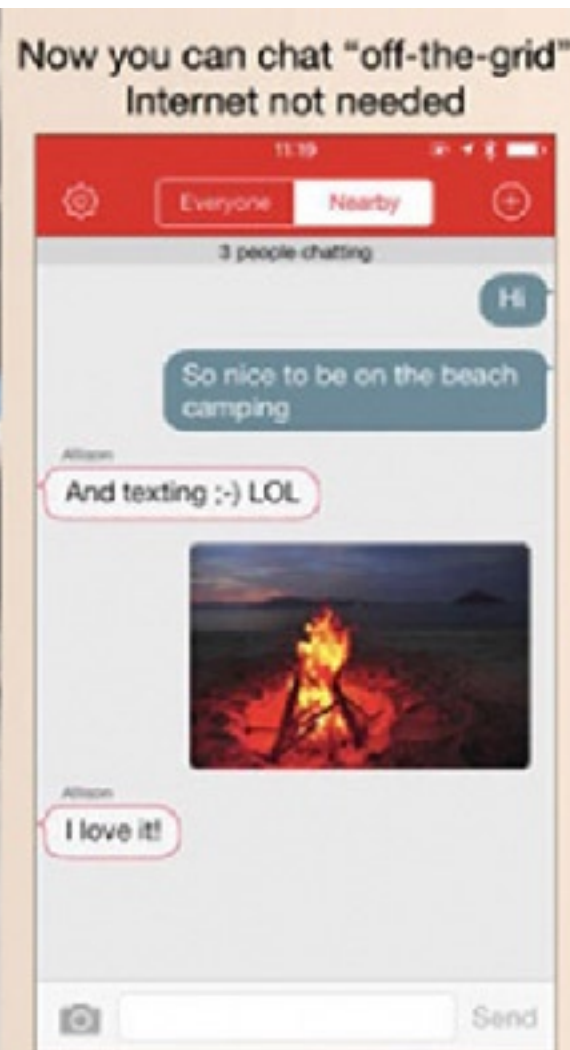 Now you can chat “off-the-grid”
Internet not needed
11:19
Everyone
Nearby
3 people chatting
Hi
So nice to be on the beach
camping
Allison
And texting ;-) LOL
Allison
I love it!
Send